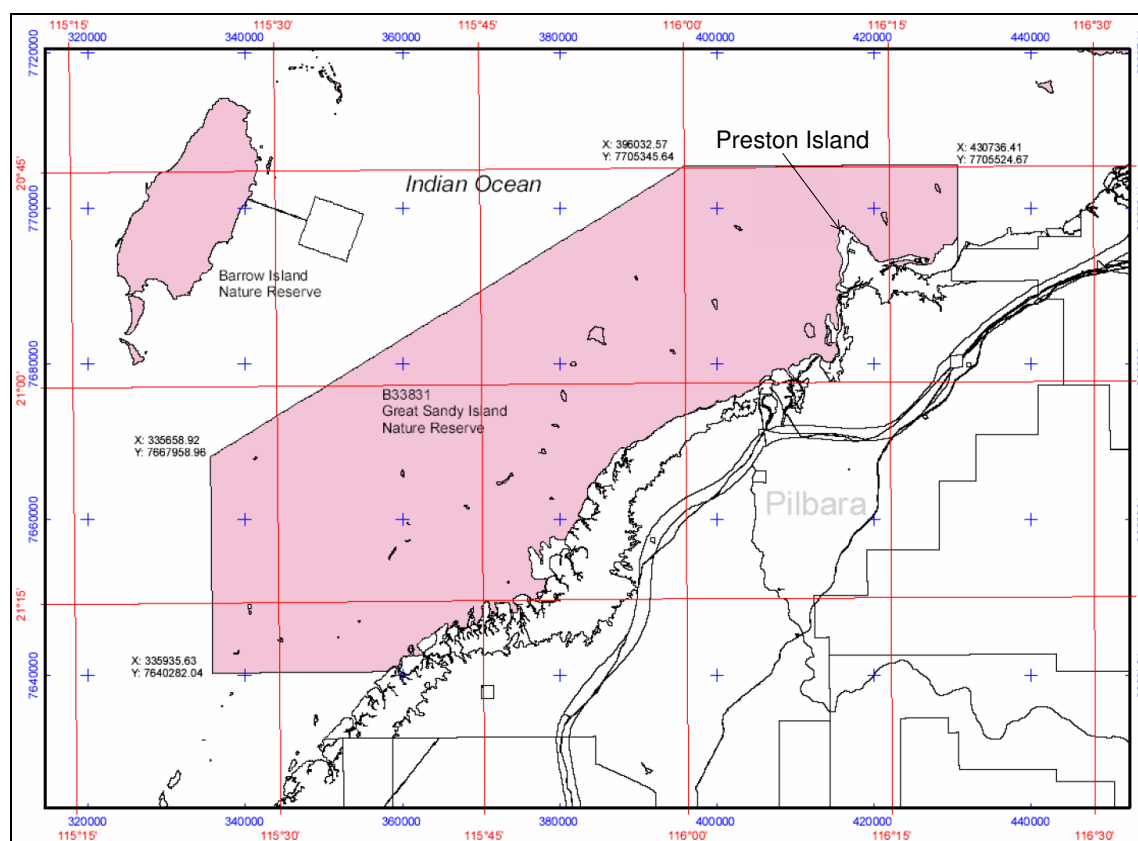 115°15' 115°30' 115°45' 116°0' 116°15' 116°30'
320000 340000 360000 380000 400000 420000 440000
7720000
20°45'
7700000
7680000
21°00'
7660000
21°15'
7640000
Preston Island
X: 396032.57
Y: 7705345.64
X: 430736.41
Y: 7705524.67
Indian Ocean
Barrow Island
Nature Reserve
B33831
Great Sandy Island
Nature Reserve
X: 335658.92
Y: 7667958.96
Pilbara
X: 335935.63
Y: 7640282.04
320000 340000 360000 380000 400000 420000 440000
115°15' 115°30' 115°45' 116°00' 116°15' 116°30'